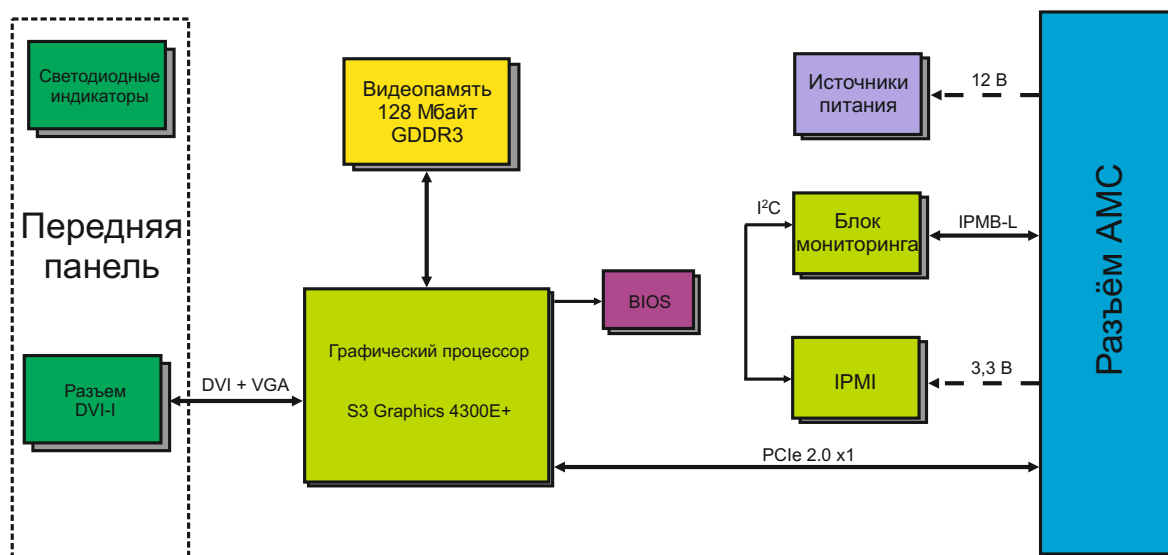 Светодиодные
индикаторы
Передняя
панель
Разъем
DVI-I
DVI + VGA
Видеопамять
128 Мбайт
GDDR3
Графический процессор
S3 Graphics 4300E+
BIOS
Источники
питания
12 В
I²C
Блок
мониторинга
IPMB-L
IPMI
3,3 В
PCIe 2.0 x1
Разъём АМС